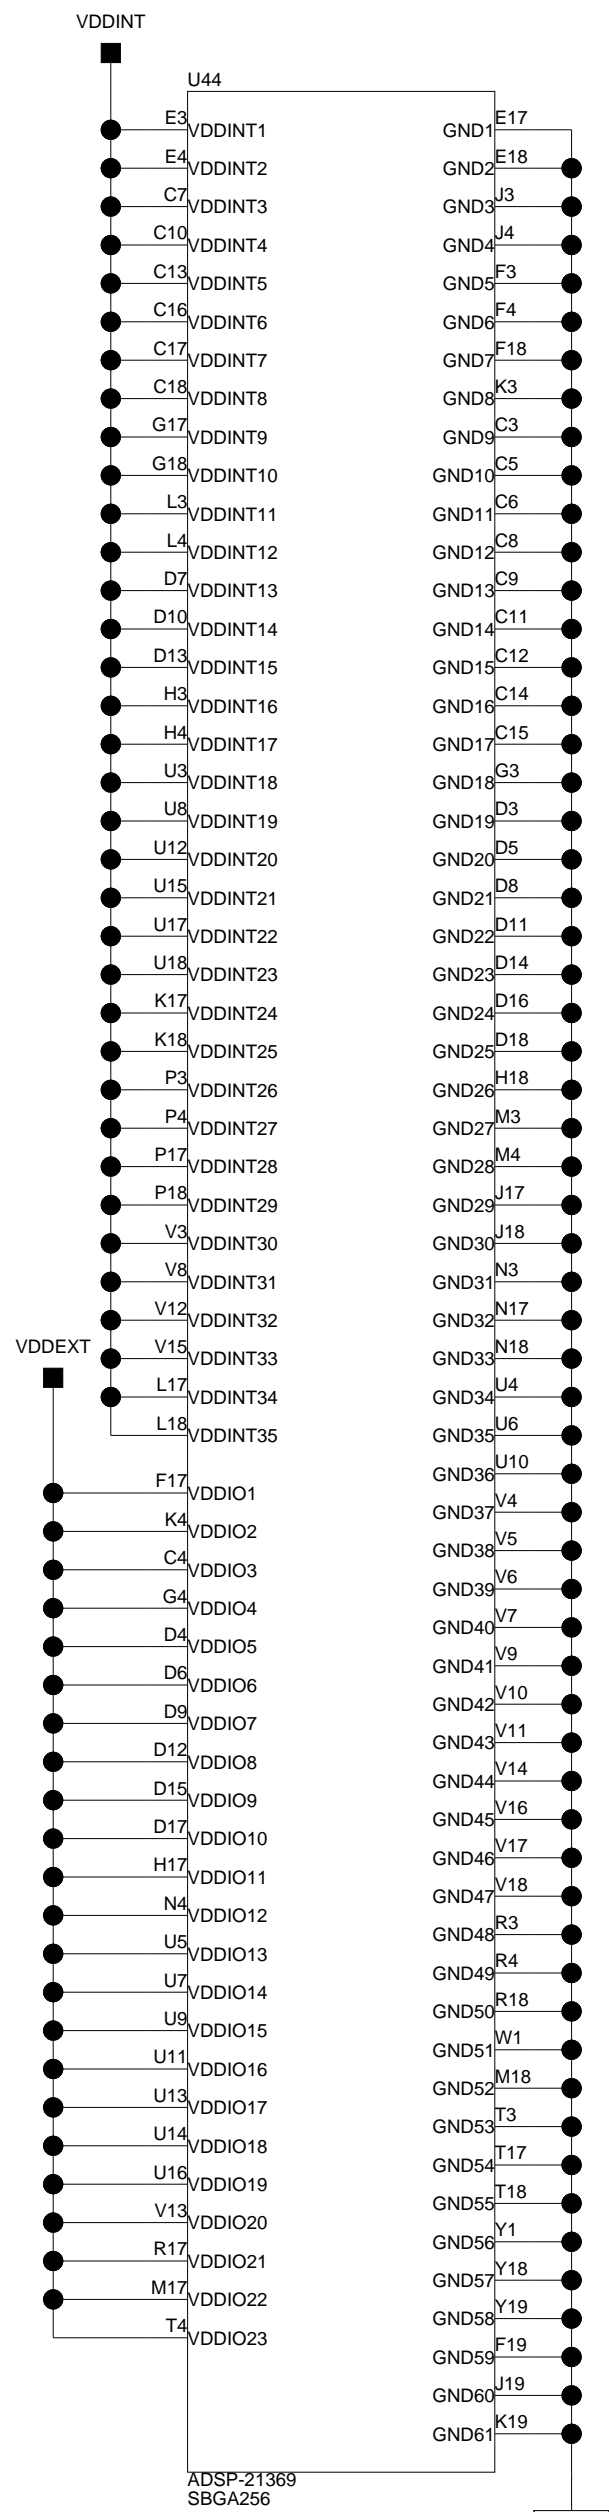 VDDINT
U44
E3 VDDINT1 GND1 E17
E4 VDDINT2 GND2 E18
C7 VDDINT3 GND3 J3
C10 VDDINT4 GND4 J4
C13 VDDINT5 GND5 F3
C16 VDDINT6 GND6 F4
C17 VDDINT7 GND7 F18
C18 VDDINT8 GND8 K3
G17 VDDINT9 GND9 C3
G18 VDDINT10 GND10 C5
L3 VDDINT11 GND11 C6
L4 VDDINT12 GND12 C8
D7 VDDINT13 GND13 C9
D10 VDDINT14 GND14 C11
D13 VDDINT15 GND15 C12
H3 VDDINT16 GND16 C14
H4 VDDINT17 GND17 C15
U3 VDDINT18 GND18 G3
U8 VDDINT19 GND19 D3
U12 VDDINT20 GND20 D5
U15 VDDINT21 GND21 D8
U17 VDDINT22 GND22 D11
U18 VDDINT23 GND23 D14
K17 VDDINT24 GND24 D16
K18 VDDINT25 GND25 D18
P3 VDDINT26 GND26 H18
P4 VDDINT27 GND27 M3
P17 VDDINT28 GND28 M4
P18 VDDINT29 GND29 J17
V3 VDDINT30 GND30 J18
V8 VDDINT31 GND31 N3
V12 VDDINT32 GND32 N17
VDDEXT
V15 VDDINT33 GND33 N18
L17 VDDINT34 GND34 U4
L18 VDDINT35 GND35 U6
GND36 U10
F17 VDDIO1 GND37 V4
K4 VDDIO2 GND38 V5
C4 VDDIO3 GND39 V6
G4 VDDIO4 GND40 V7
D4 VDDIO5 GND41 V9
D6 VDDIO6 GND42 V10
D9 VDDIO7 GND43 V11
D12 VDDIO8 GND44 V14
D15 VDDIO9 GND45 V16
D17 VDDIO10 GND46 V17
H17 VDDIO11 GND47 V18
N4 VDDIO12 GND48 R3
U5 VDDIO13 GND49 R4
U7 VDDIO14 GND50 R18
U9 VDDIO15 GND51 W1
U11 VDDIO16 GND52 M18
U13 VDDIO17 GND53 T3
U14 VDDIO18 GND54 T17
U16 VDDIO19 GND55 T18
V13 VDDIO20 GND56 Y1
R17 VDDIO21 GND57 Y18
M17 VDDIO22 GND58 Y19
T4 VDDIO23 GND59 F19
GND60 J19
GND61 K19
ADSP-21369
SBGA256